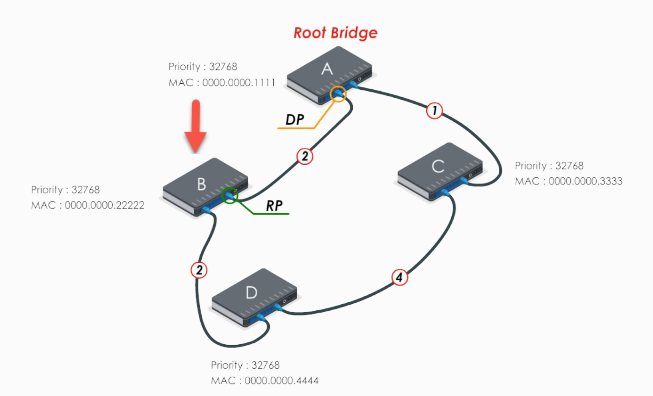 Root Bridge
Priority : 32768
MAC : 0000.0000.1111
A
DP
1
2
B
C
Priority : 32768
MAC : 0000.0000.3333
Priority : 32768
MAC : 0000.0000.22222
RP
2
4
D
Priority : 32768
MAC : 0000.0000.4444